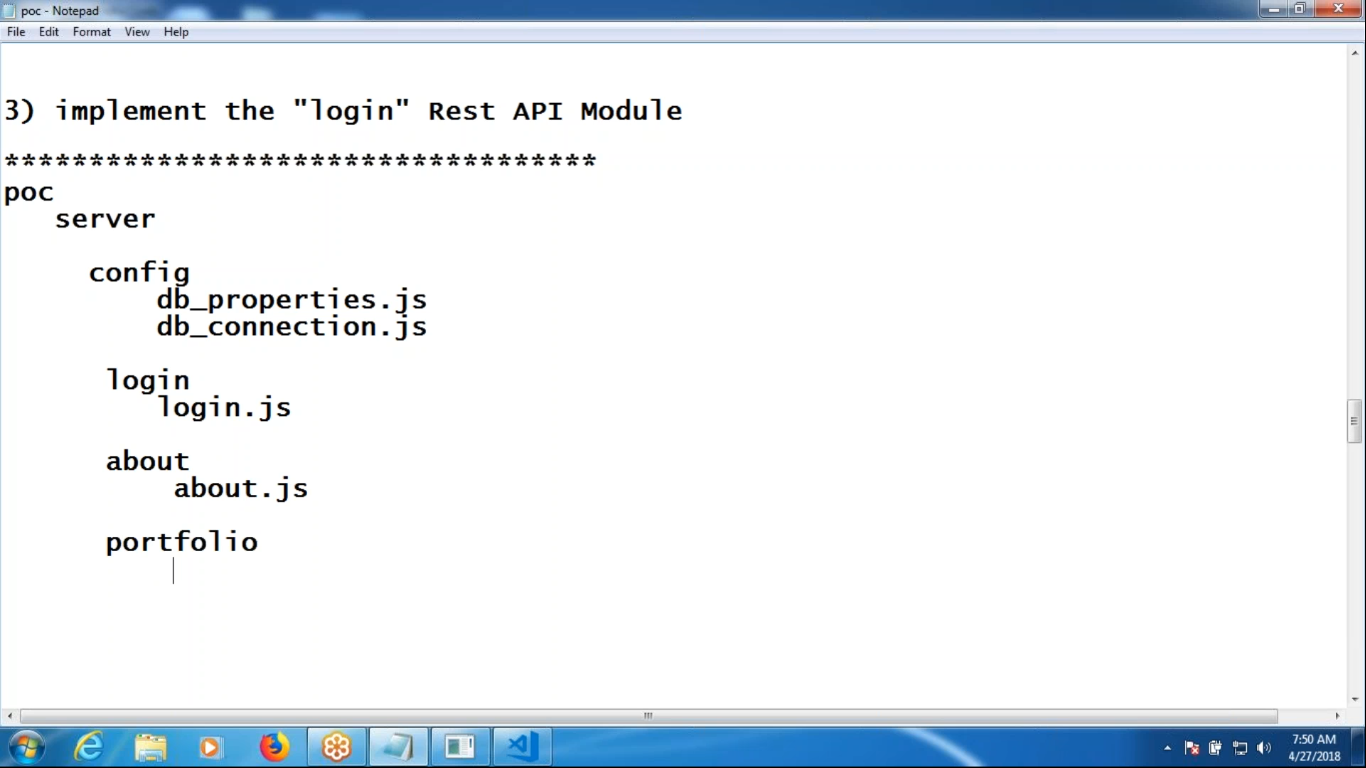 poc - Notepad
File Edit Format View Help
3) implement the "login" Rest API Module
***********************************
poc
server
config
db_properties.js
db_connection.js
login
login.js
about
about.js
portfolio
7:50 AM
4/27/2018